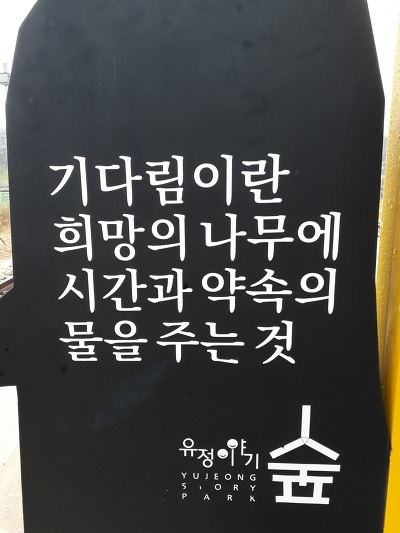 기다림이란
희망의 나무에
시간과 약속의
물을 주는 것
유정이야기
숲
YUJEONG
STORY
PARK